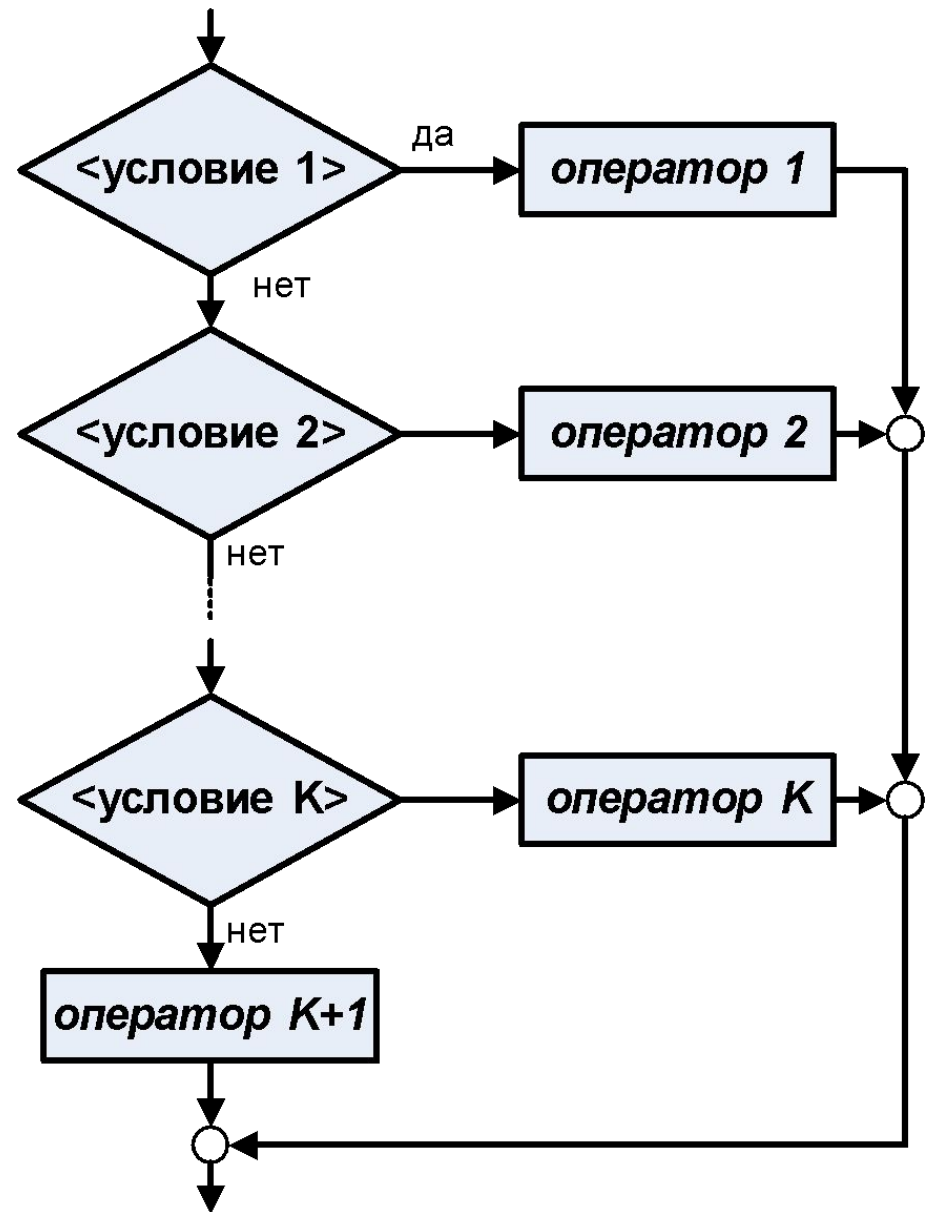 да
<условие 1>
оператор 1
нет
<условие 2>
оператор 2
нет
<условие K>
оператор K
нет
оператор K+1